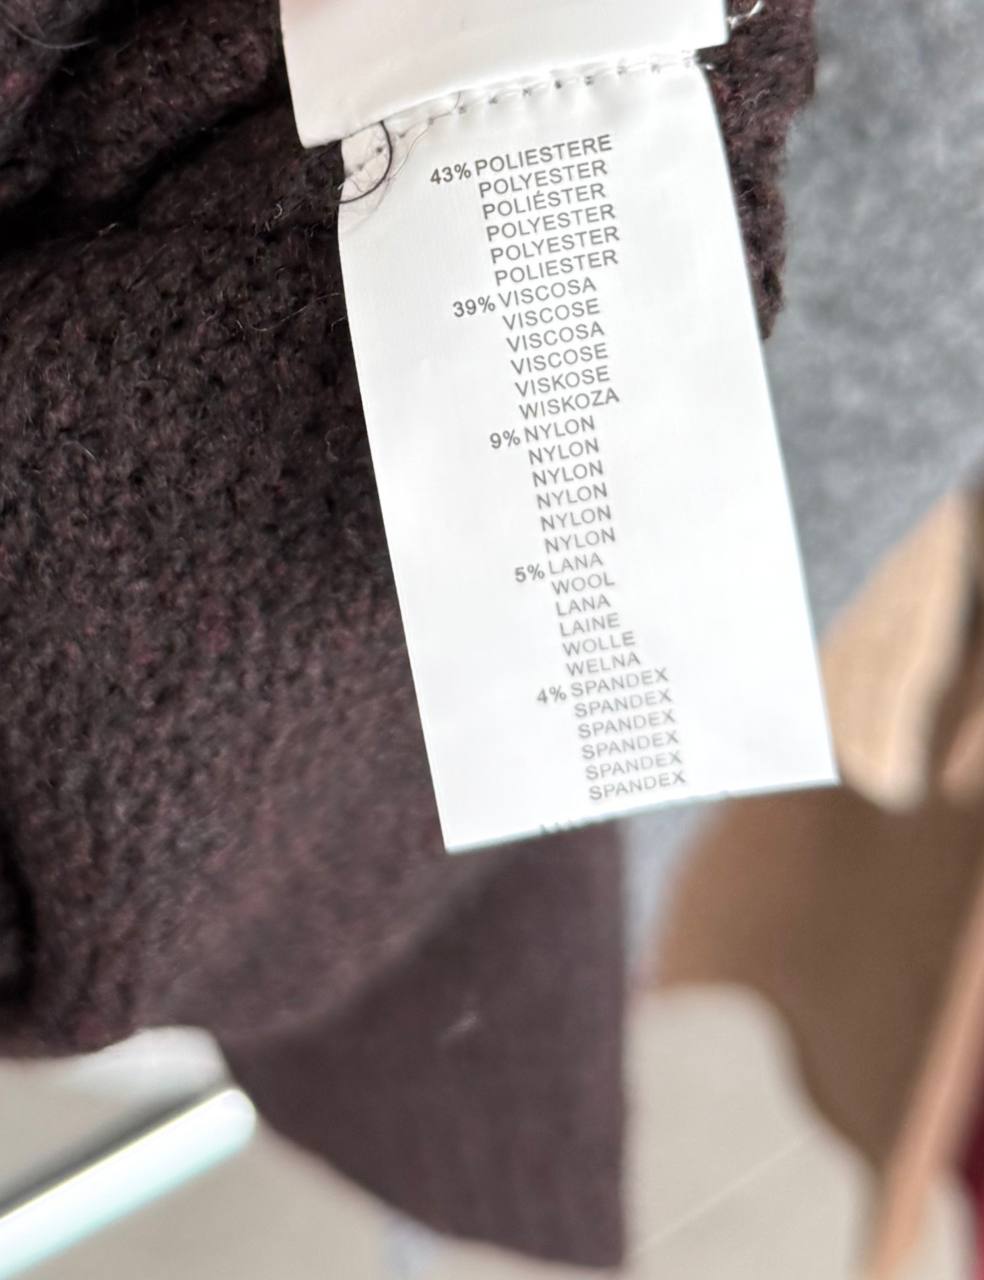 43% POLIESTERE
POLYESTER
POLIÉSTER
POLYESTER
POLYESTER
POLIESTER
39% VISCOSA
VISCOSE
VISCOSA
VISCOSE
VISKOSE
WISKOZA
9% NYLON
NYLON
NYLON
NYLON
NYLON
NYLON
5% LANA
WOOL
LANA
LAINE
WOLLE
WELNA
4% SPANDEX
SPANDEX
SPANDEX
SPANDEX
SPANDEX
SPANDEX